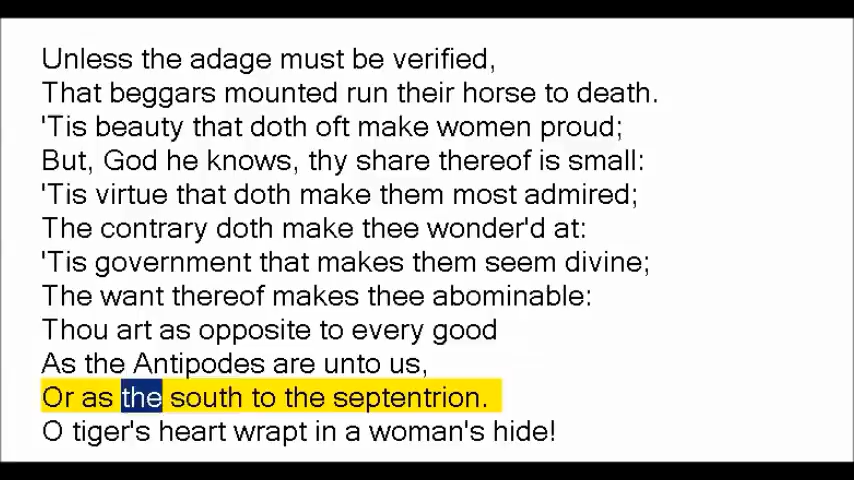 Unless the adage must be verified,
That beggars mounted run their horse to death.
'Tis beauty that doth oft make women proud;
But, God he knows, thy share thereof is small:
'Tis virtue that doth make them most admired;
The contrary doth make thee wonder'd at:
'Tis government that makes them seem divine;
The want thereof makes thee abominable:
Thou art as opposite to every good
As the Antipodes are unto us,
Or as the south to the septentrion.
O tiger's heart wrapt in a woman's hide!